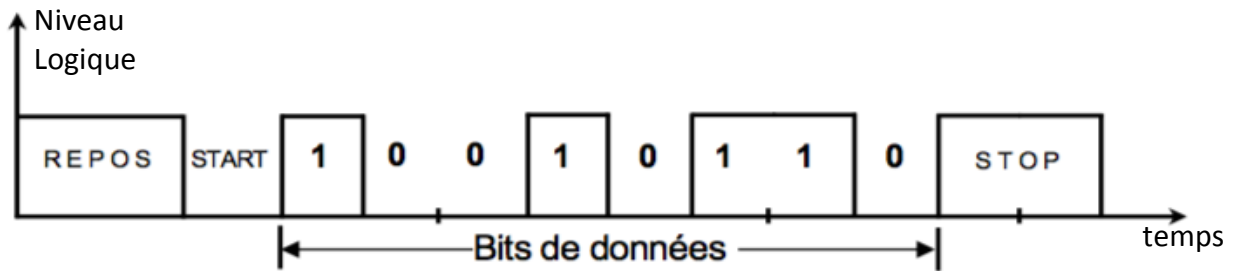 Niveau
Logique
REPOS START 1 0 0 1 0 1 1 0 STOP
temps
Bits de données